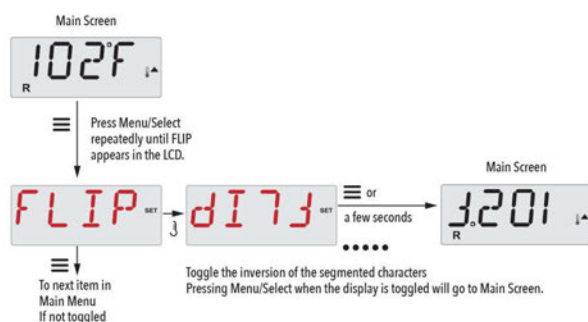 Main Screen
102°F
R
Press Menu/Select
repeatedly until FLIP
appears in the LCD.
Main Screen
FLIP SET
dI7J SET
or
a few seconds
J.201
R
To next item in
Main Menu
If not toggled
Toggle the inversion of the segmented characters
Pressing Menu/Select when the display is toggled will go to Main Screen.